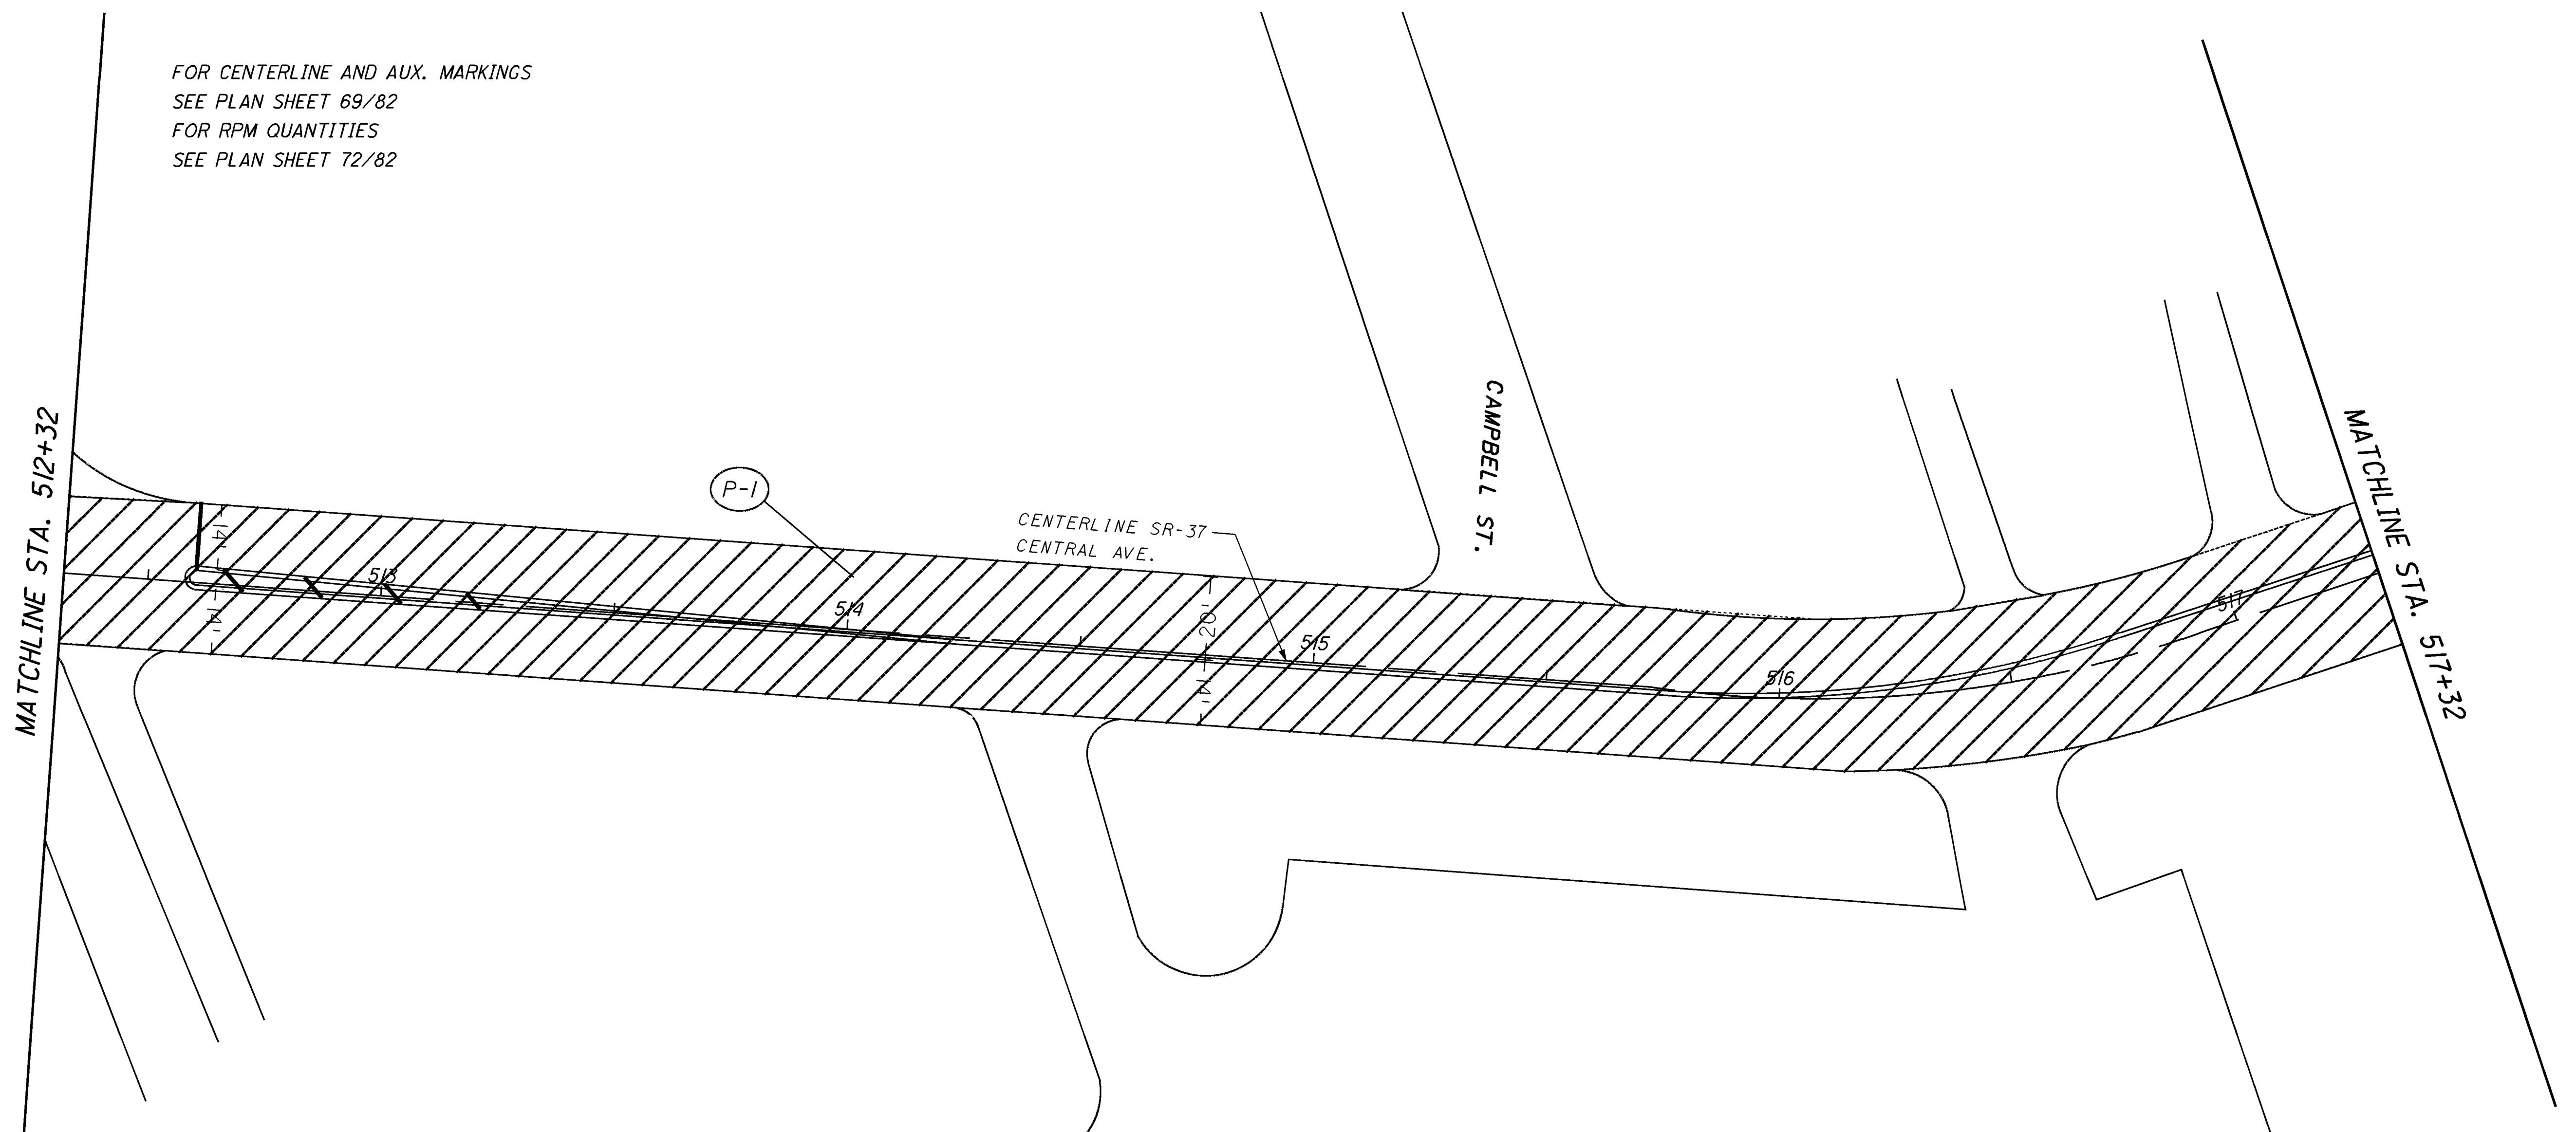 FOR CENTERLINE AND AUX. MARKINGS
SEE PLAN SHEET 69/82
FOR RPM QUANTITIES
SEE PLAN SHEET 72/82
MATCHLINE STA. 512+32
P-1
CENTERLINE SR-37
CENTRAL AVE.
CAMPBELL ST.
MATCHLINE STA. 517+32
14'
14'
513
514
20'
14'
515
516
517